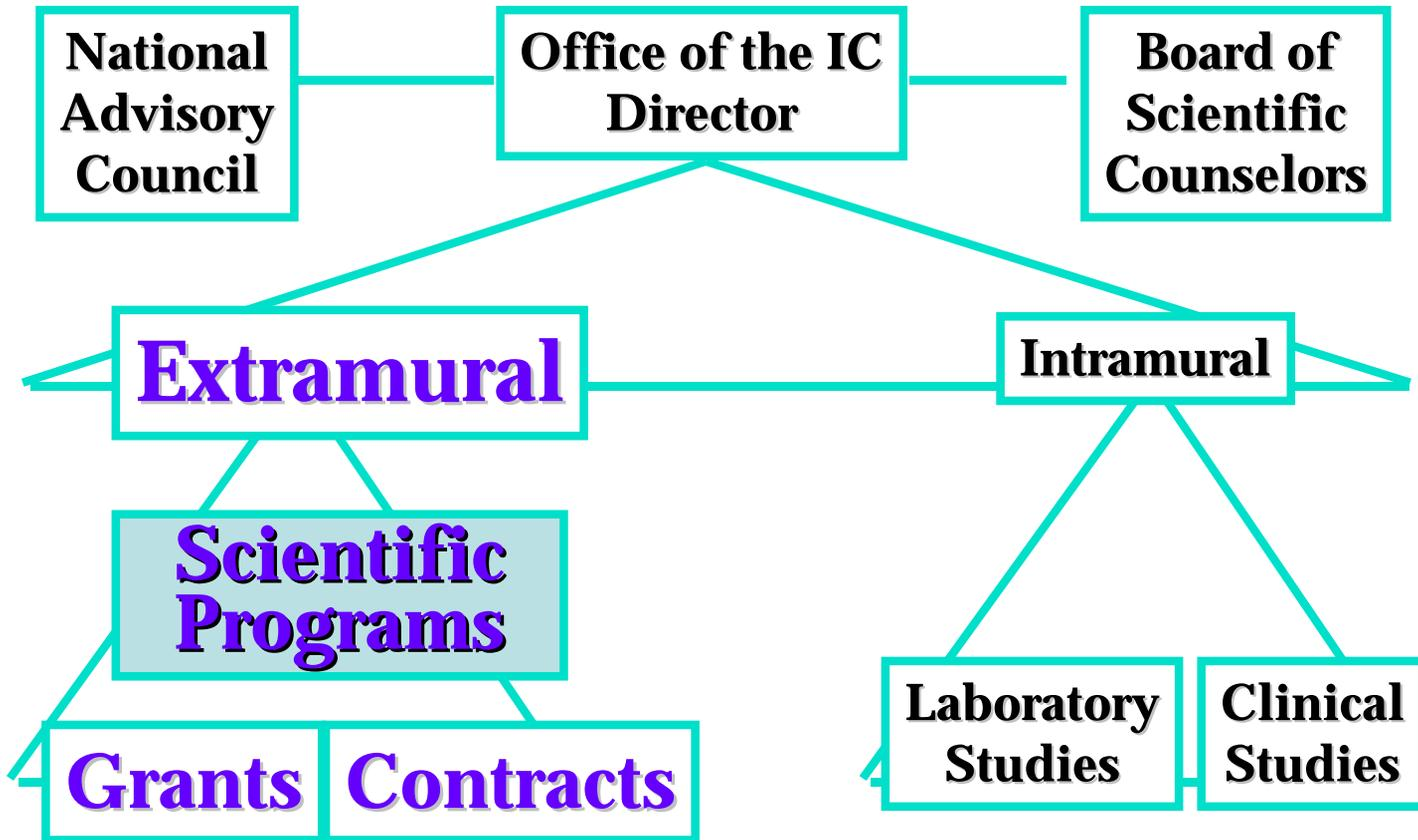 National
Advisory
Council
Office of the IC
Director
Board of
Scientific
Counselors
Extramural
Intramural
Scientific
Programs
Grants
Contracts
Laboratory
Studies
Clinical
Studies